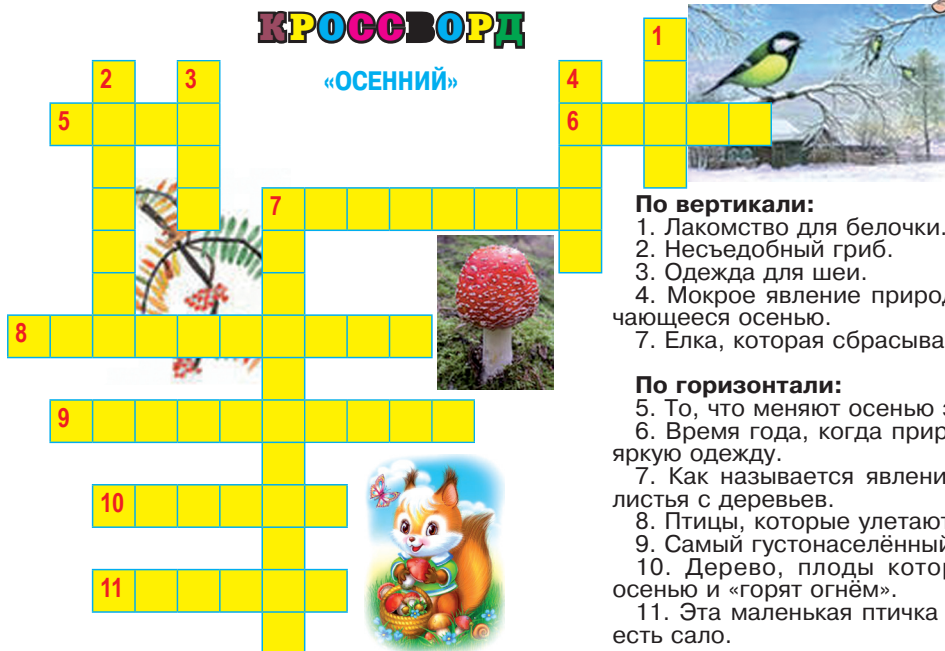 КРОССВОРД
«ОСЕННИЙ»
1
2
3
4
5
6
7
8
9
10
11
По вертикали:
1. Лакомство для белочки.
2. Несъедобный гриб.
3. Одежда для шеи.
4. Мокрое явление природ
чающееся осенью.
7. Елка, которая сбрасыва
По горизонтали:
5. То, что меняют осенью з
6. Время года, когда прир
яркую одежду.
7. Как называется явлени
листья с деревьев.
8. Птицы, которые улетают
9. Самый густонаселённый
10. Дерево, плоды котор
осенью и «горят огнём».
11. Эта маленькая птичка
есть сало.